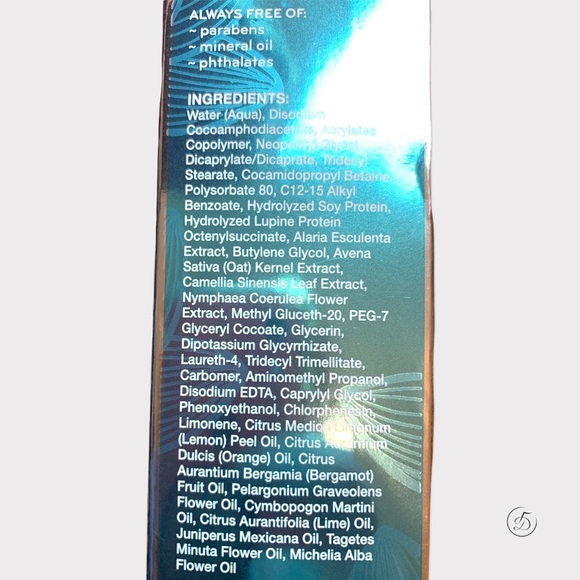 ALWAYS FREE OF:
~ parabens
~ mineral oil
~ phthalates
INGREDIENTS:
Water (Aqua), Disodium
Cocoamphodiacetate, Acrylates
Copolymer, Neopentyl Glycol
Dicaprylate/Dicaprate, Tridecyl
Stearate, Cocamidopropyl Betaine,
Polysorbate 80, C12-15 Alkyl
Benzoate, Hydrolyzed Soy Protein,
Hydrolyzed Lupine Protein
Octenylsuccinate, Alaria Esculenta
Extract, Butylene Glycol, Avena
Sativa (Oat) Kernel Extract,
Camellia Sinensis Leaf Extract,
Nymphaea Coerulea Flower
Extract, Methyl Gluceth-20, PEG-7
Glyceryl Cocoate, Glycerin,
Dipotassium Glycyrrhizate,
Laureth-4, Tridecyl Trimellitate,
Carbomer, Aminomethyl Propanol,
Disodium EDTA, Caprylyl Glycol,
Phenoxyethanol, Chlorphenesin,
Limonene, Citrus Medica Limonum
(Lemon) Peel Oil, Citrus Aurantium
Dulcis (Orange) Oil, Citrus
Aurantium Bergamia (Bergamot)
Fruit Oil, Pelargonium Graveolens
Flower Oil, Cymbopogon Martini
Oil, Citrus Aurantifolia (Lime) Oil,
Juniperus Mexicana Oil, Tagetes
Minuta Flower Oil, Michelia Alba
Flower Oil